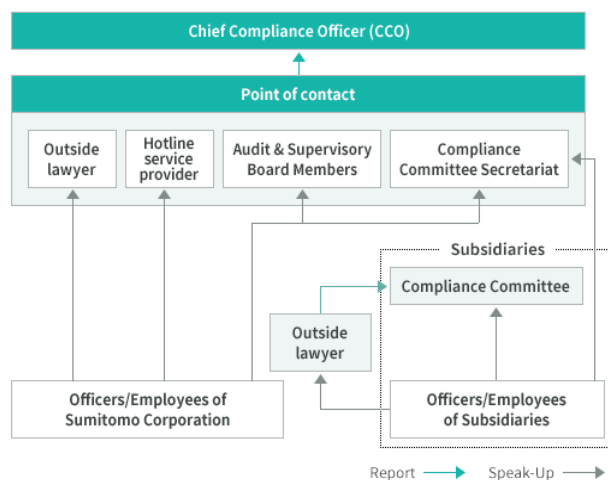 Chief Compliance Officer (CCO)
Point of contact
Outside
lawyer
Hotline
service
provider
Audit & Supervisory
Board Members
Compliance
Committee Secretariat
Subsidiaries
Compliance Committee
Outside
lawyer
Officers/Employees of
Sumitomo Corporation
Officers/Employees
of Subsidiaries
Report
Speak-Up